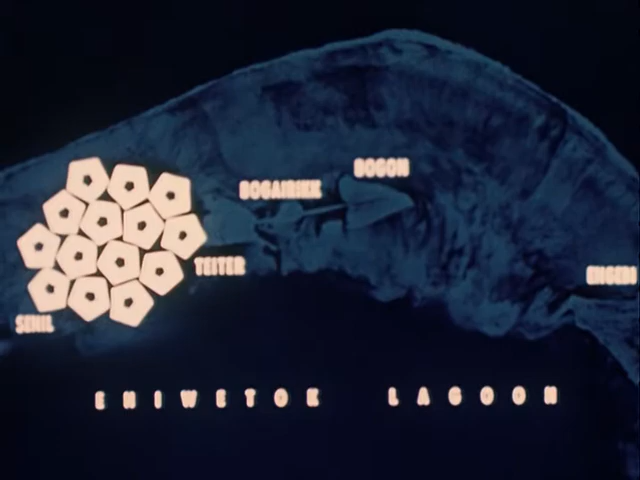 BOGON
BOGAIRIKK
TEITER
ENGEBI
SENIL
ENIWETOK LAGOON